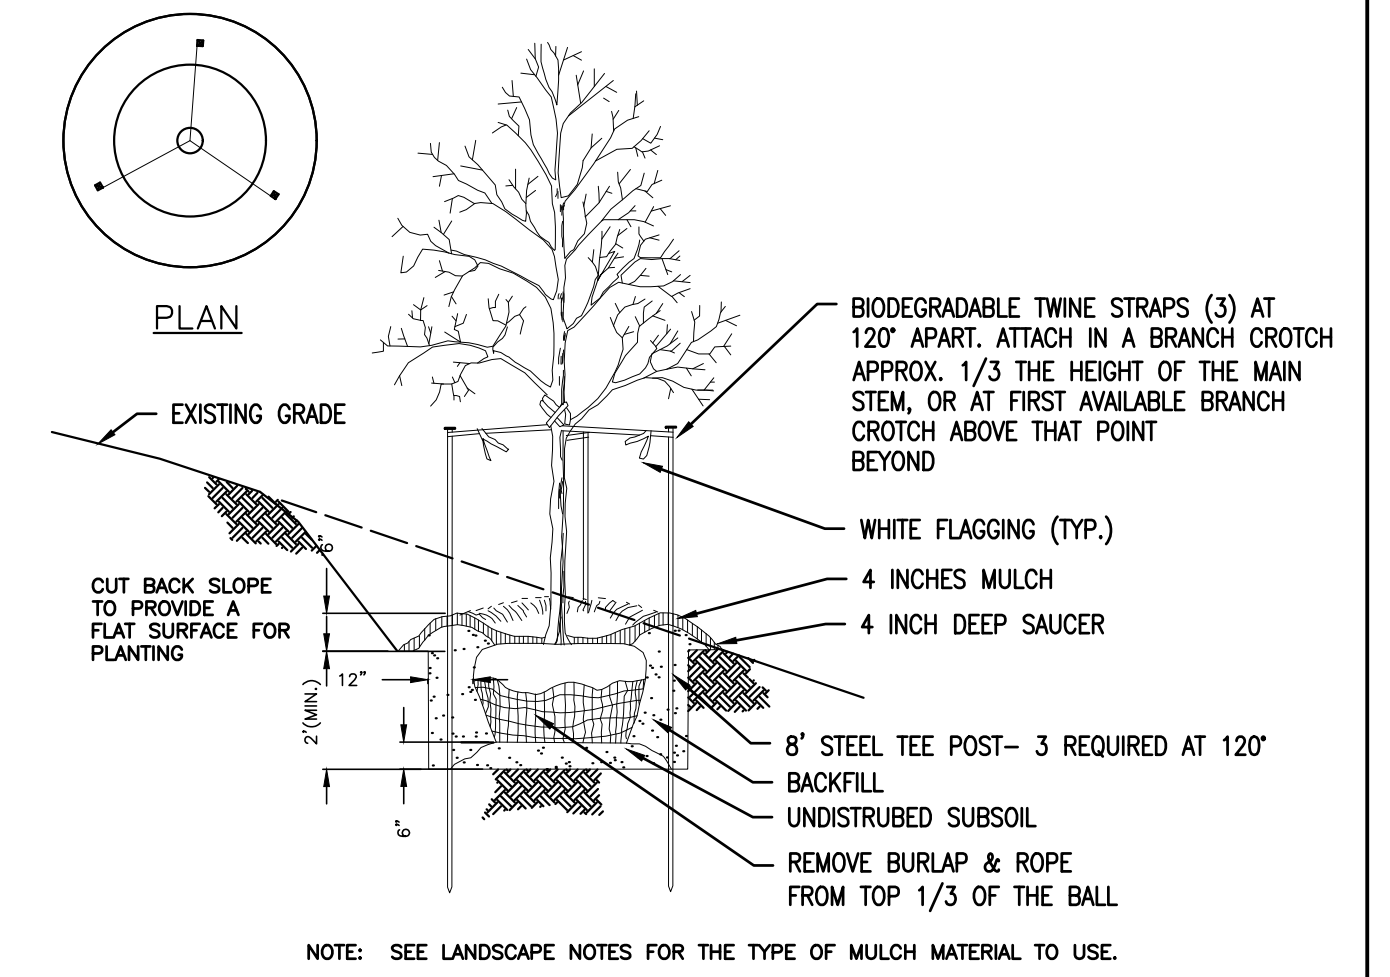 PLAN
BIODEGRADABLE TWINE STRAPS (3) AT
120° APART. ATTACH IN A BRANCH CROTCH
APPROX. 1/3 THE HEIGHT OF THE MAIN
STEM, OR AT FIRST AVAILABLE BRANCH
CROTCH ABOVE THAT POINT
BEYOND
EXISTING GRADE
WHITE FLAGGING (TYP.)
6"
4 INCHES MULCH
CUT BACK SLOPE
TO PROVIDE A
FLAT SURFACE FOR
PLANTING
4 INCH DEEP SAUCER
12"
2'(MIN.)
8' STEEL TEE POST- 3 REQUIRED AT 120°
BACKFILL
UNDISTRUBED SUBSOIL
6"
REMOVE BURLAP & ROPE
FROM TOP 1/3 OF THE BALL
NOTE: SEE LANDSCAPE NOTES FOR THE TYPE OF MULCH MATERIAL TO USE.